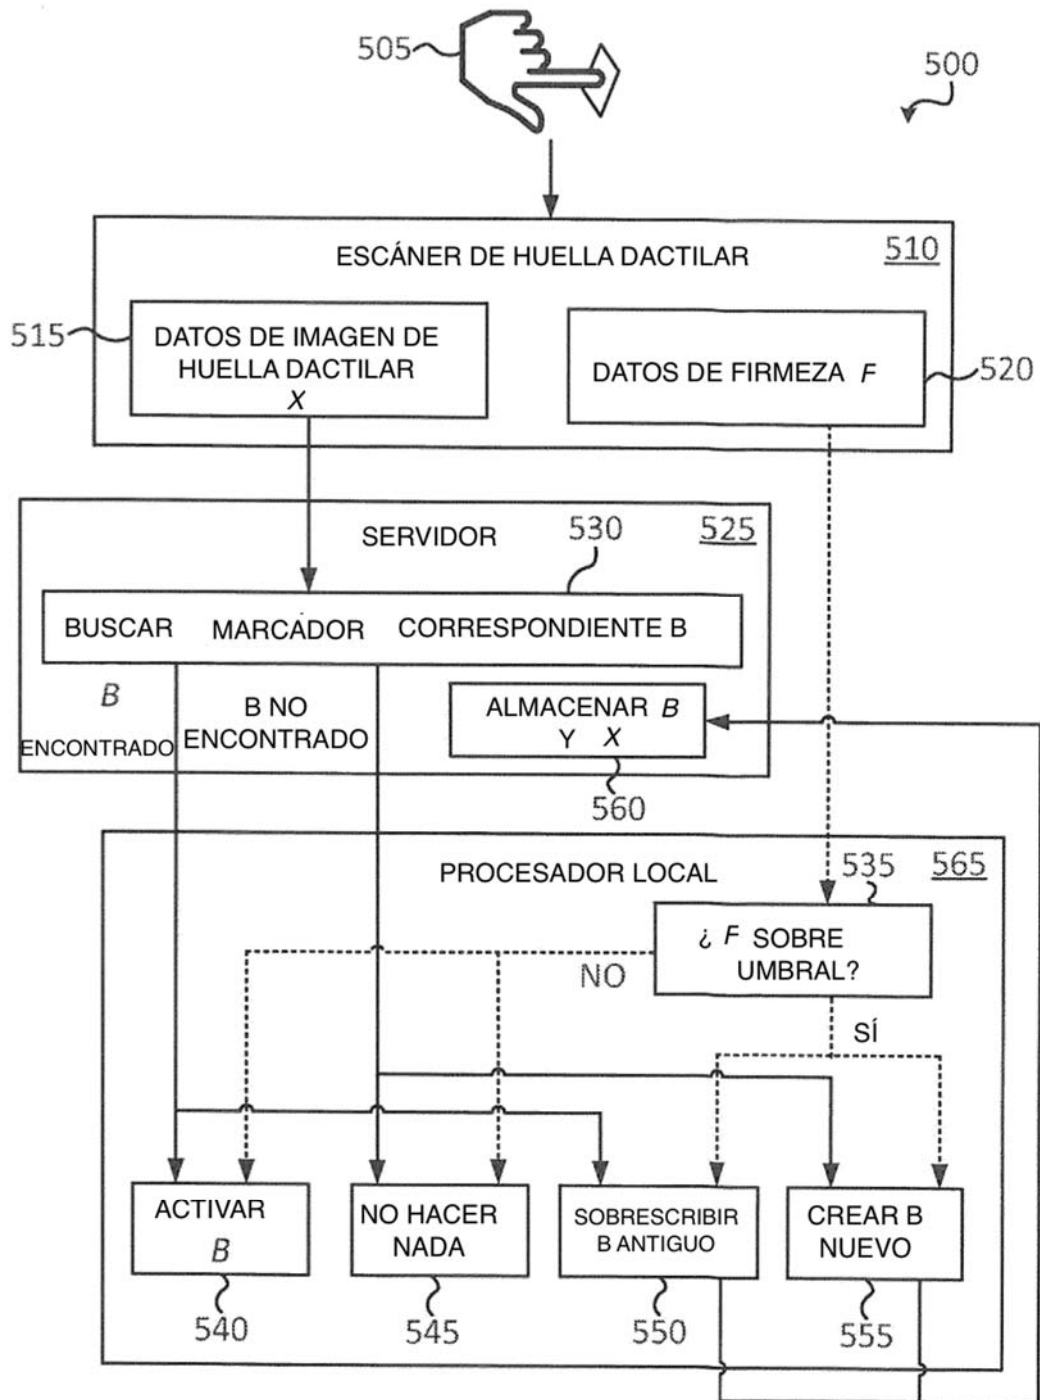 505
500
ESCÁNER DE HUELLA DACTILAR
510
515
DATOS DE IMAGEN DE
HUELLA DACTILAR
X
DATOS DE FIRMEZA F
520
SERVIDOR
530
525
BUSCAR MARCADOR CORRESPONDIENTE B
B
ENCONTRADO
B NO
ENCONTRADO
ALMACENAR B
Y X
560
PROCESADOR LOCAL
535
565
¿ F SOBRE
UMBRAL?
NO
SÍ
ACTIVAR
B
NO HACER
NADA
SOBRESCRIBIR
B ANTIGUO
CREAR B
NUEVO
540
545
550
555